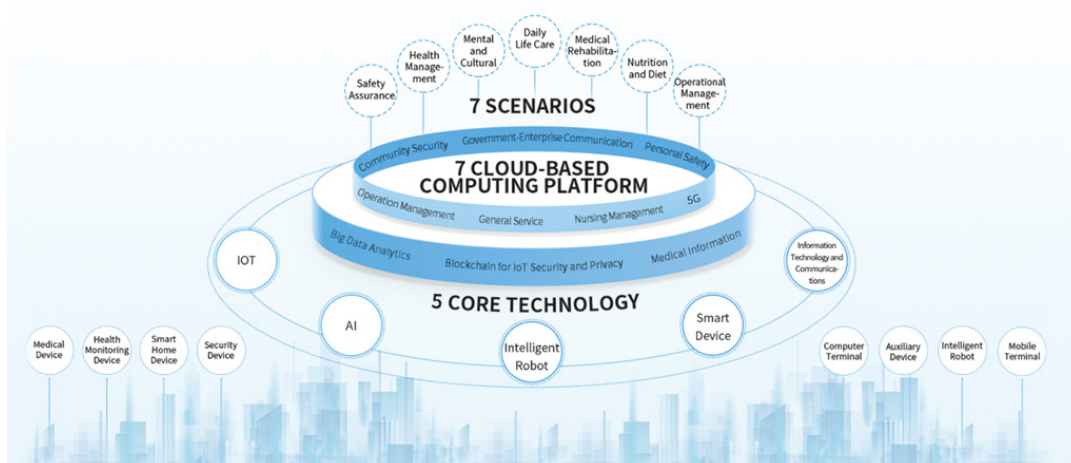 Safety
Assurance
Health
Manage-
ment
Mental
and
Cultural
Daily
Life Care
Medical
Rehabilita-
tion
Nutrition
and Diet
Operational
Manage-
ment
7 SCENARIOS
Community Security
Government-Enterprise Communication
Personal Safety
7 CLOUD-BASED
COMPUTING PLATFORM
Operation Management
General Service
Nursing Management
5G
Big Data Analytics
Blockchain for IoT Security and Privacy
Medical Information
5 CORE TECHNOLOGY
IOT
AI
Intelligent
Robot
Smart
Device
Information
Technology and
Communica-
tions
Medical
Device
Health
Monitoring
Device
Smart
Home
Device
Security
Device
Computer
Terminal
Auxiliary
Device
Intelligent
Robot
Mobile
Terminal